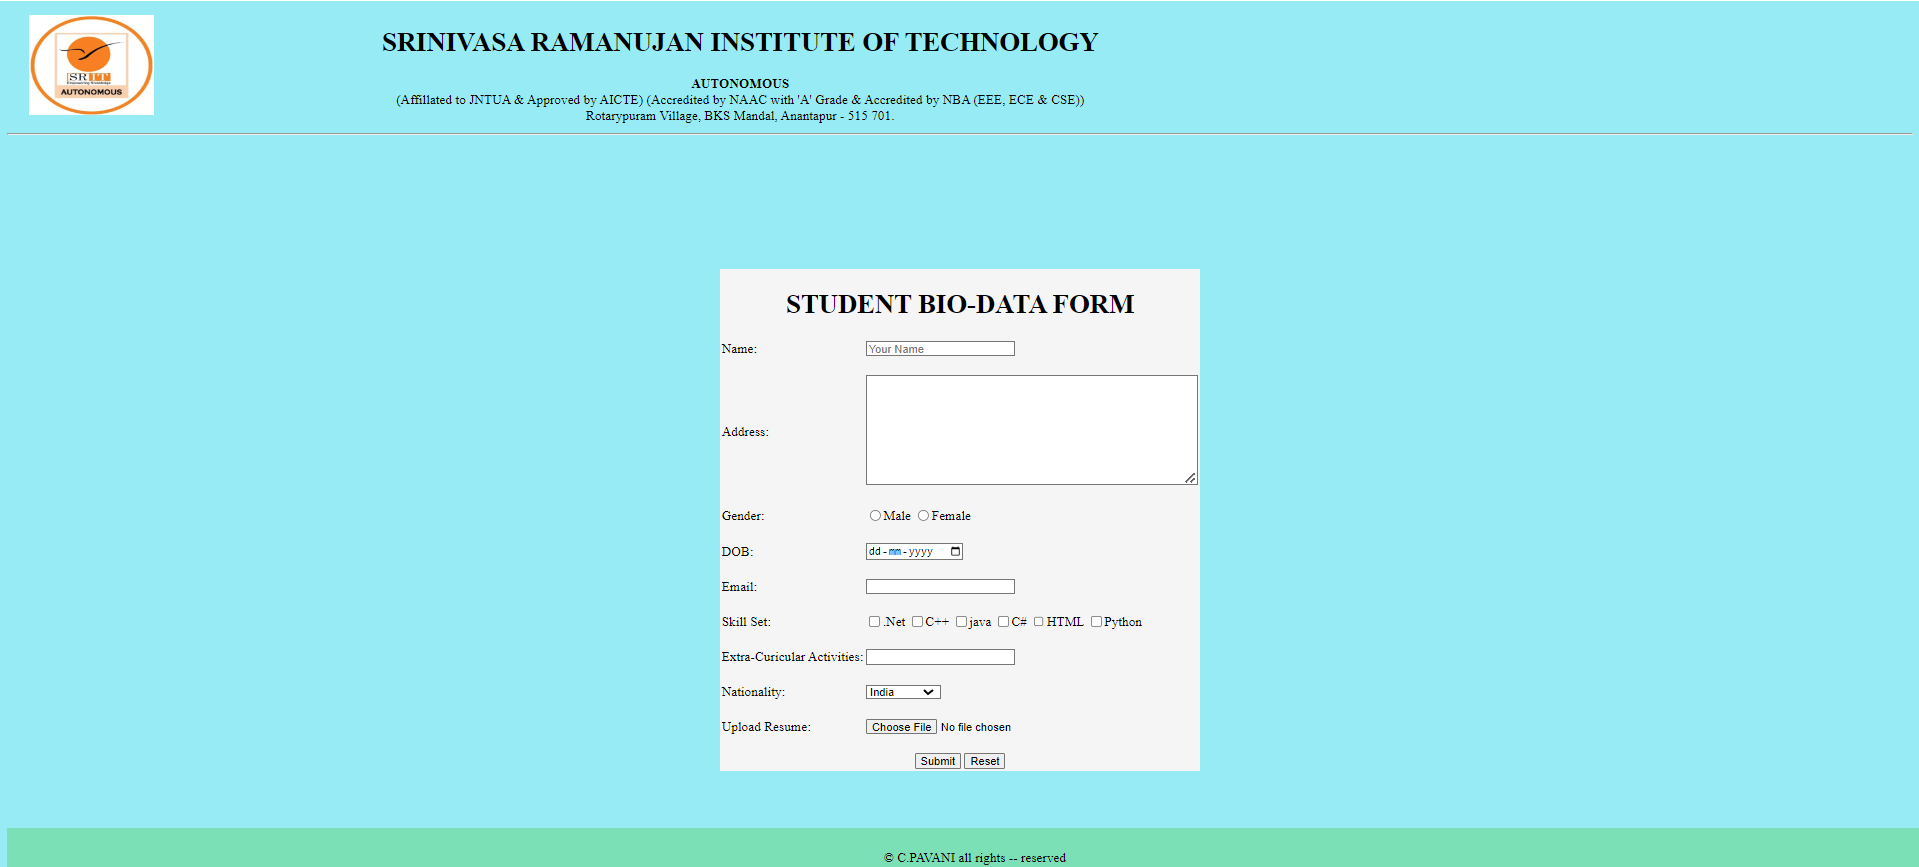 SRINIVASA RAMANUJAN INSTITUTE OF TECHNOLOGY
SRIT
AUTONOMOUS
AUTONOMOUS
(Affillated to JNTUA & Approved by AICTE) (Accredited by NAAC with 'A' Grade & Accredited by NBA (EEE, ECE & CSE))
Rotarypuram Village, BKS Mandal, Anantapur - 515 701.
STUDENT BIO-DATA FORM
Name: Your Name
Address:
Gender: Male Female
DOB: dd-mm-yyyy
Email:
Skill Set: .Net C++ java C# HTML Python
Extra-Curicular Activities:
Nationality: India
Upload Resume: Choose File No file chosen
Submit Reset
© C.PAVANI all rights -- reserved